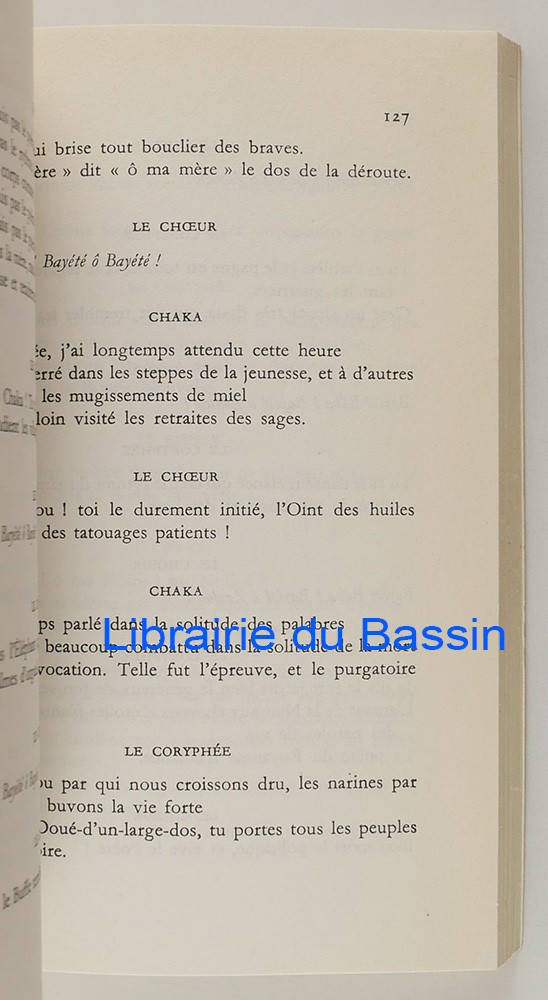 127
ui brise tout bouclier des braves.
ère » dit « ô ma mère » le dos de la déroute.
LE CHŒUR
Bayété ô Bayété !
CHAKA
ée, j'ai longtemps attendu cette heure
erré dans les steppes de la jeunesse, et à d'autres
les mugissements de miel
loin visité les retraites des sages.
LE CHŒUR
ou ! toi le durement initié, l'Oint des huiles
des tatouages patients !
CHAKA
ps parlé dans la solitude des palabres
beaucoup combattu dans la solitude de la mort
vocation. Telle fut l'épreuve, et le purgatoire
LE CORYPHÉE
ou par qui nous croissons dru, les narines par
buvons la vie forte
Doué-d'un-large-dos, tu portes tous les peuples
oire.
Librairie du Bassin